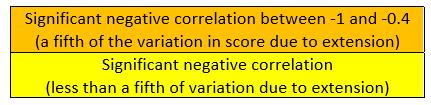 Significant negative correlation between -1 and -0.4
(a fifth of the variation in score due to extension)
Significant negative correlation
(less than a fifth of variation due to extension)